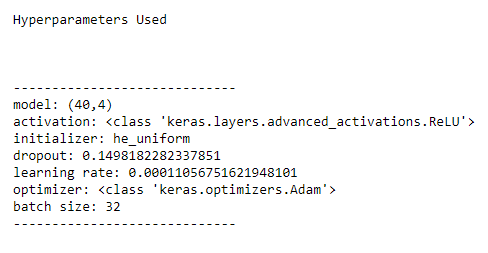 Hyperparameters Used
-----------------------------
model: (40,4)
activation: <class 'keras.layers.advanced_activations.ReLU'>
initializer: he_uniform
dropout: 0.1498182282337851
learning rate: 0.00011056751621948101
optimizer: <class 'keras.optimizers.Adam'>
batch size: 32
-----------------------------